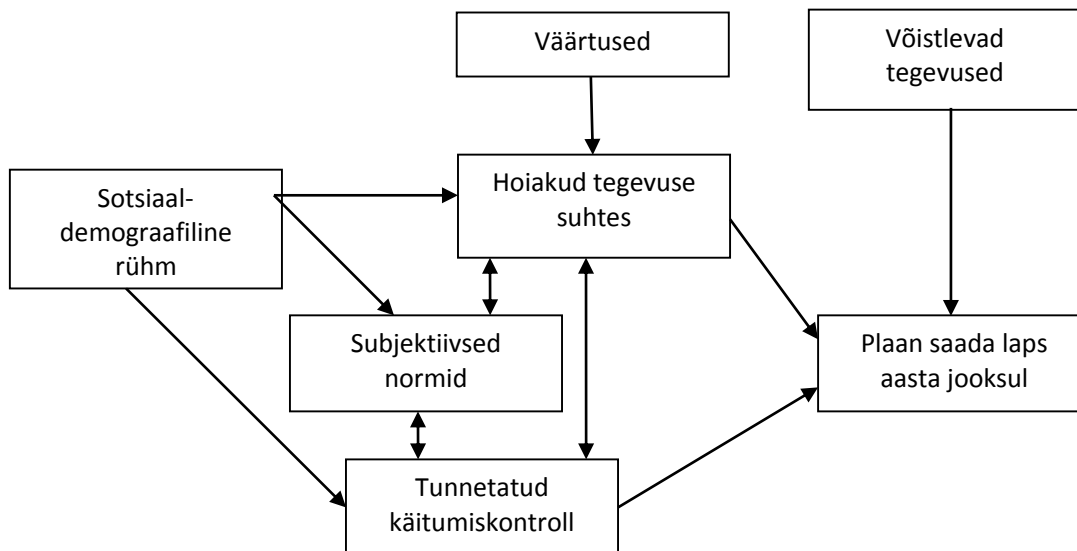 Väärtused
Võistlevad
tegevused
Sotsiaal-
demograafiline
rühm
Hoiakud tegevuse
suhtes
Subjektiivsed
normid
Plaan saada laps
aasta jooksul
Tunnetatud
käitumiskontroll